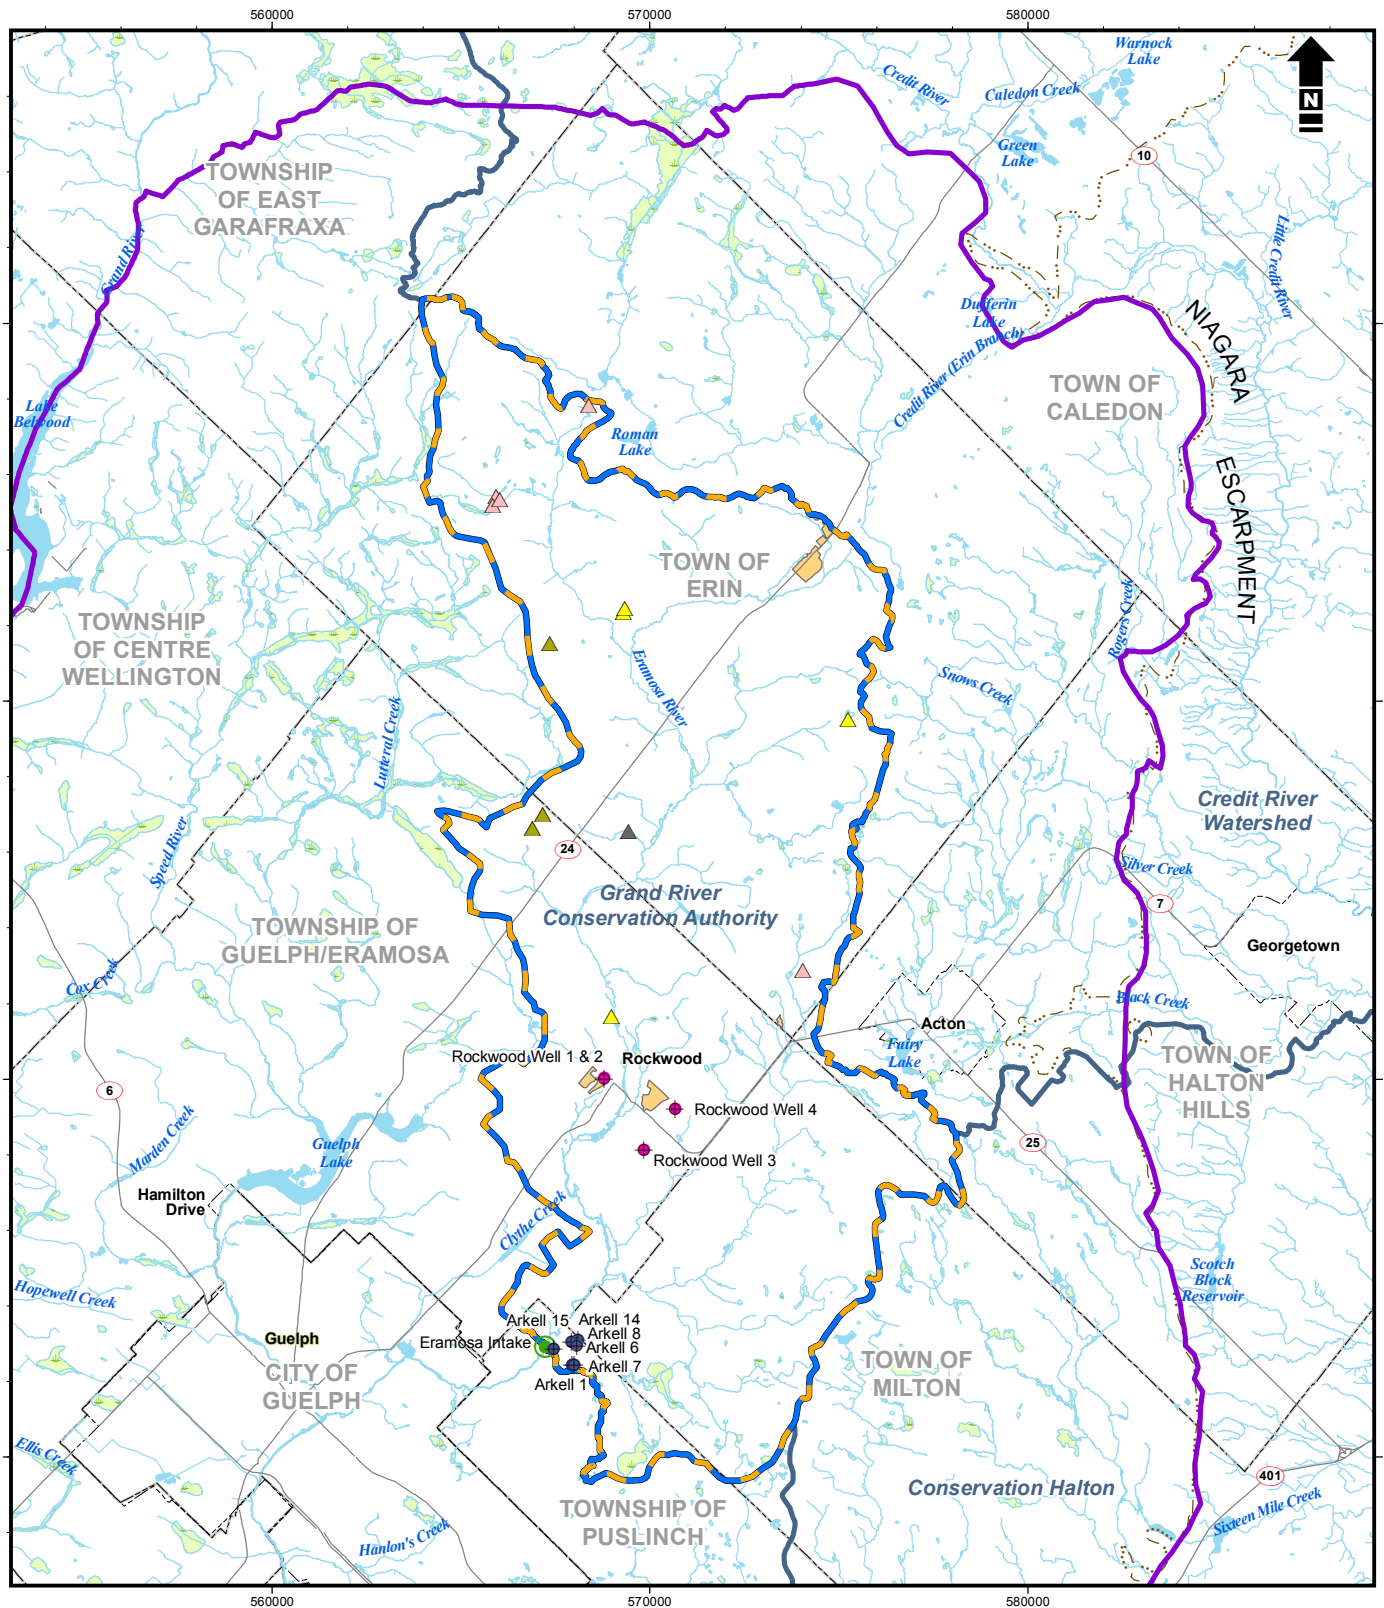 560000
570000
580000
Warnock
Lake
Credit River
Caledon Creek
N
Green
Lake
10
TOWNSHIP
OF EAST
GARAFRAXA
Grand River
Little Credit River
Dufferin
Lake
NIAGARA
ESCARPMENT
Credit River (Erin Branch)
TOWN OF
CALEDON
Lake
Belwood
Roman
Lake
TOWN OF
ERIN
TOWNSHIP
OF CENTRE
WELLINGTON
Rogers Creek
Eramosa River
Snows Creek
Lutteral Creek
Credit River
Watershed
Speed River
24
Silver Creek
Grand River
Conservation Authority
7
TOWNSHIP OF
GUELPH/ERAMOSA
Georgetown
Cox Creek
Black Creek
Acton
Fairy
Lake
Rockwood Well 1 & 2
Rockwood
TOWN OF
HALTON
HILLS
6
Rockwood Well 4
Marden Creek
Guelph
Lake
25
Rockwood Well 3
Hamilton
Drive
Clythe Creek
Scotch
Block
Reservoir
Hopewell Creek
Arkell 15
Arkell 14
Guelph
Eramosa Intake
Arkell 8
Arkell 6
Arkell 7
Arkell 1
CITY OF
GUELPH
TOWN OF
MILTON
Ellis Creek
401
Conservation Halton
TOWNSHIP OF
PUSLINCH
Sixteen Mile Creek
Hanlon's Creek
560000
570000
580000